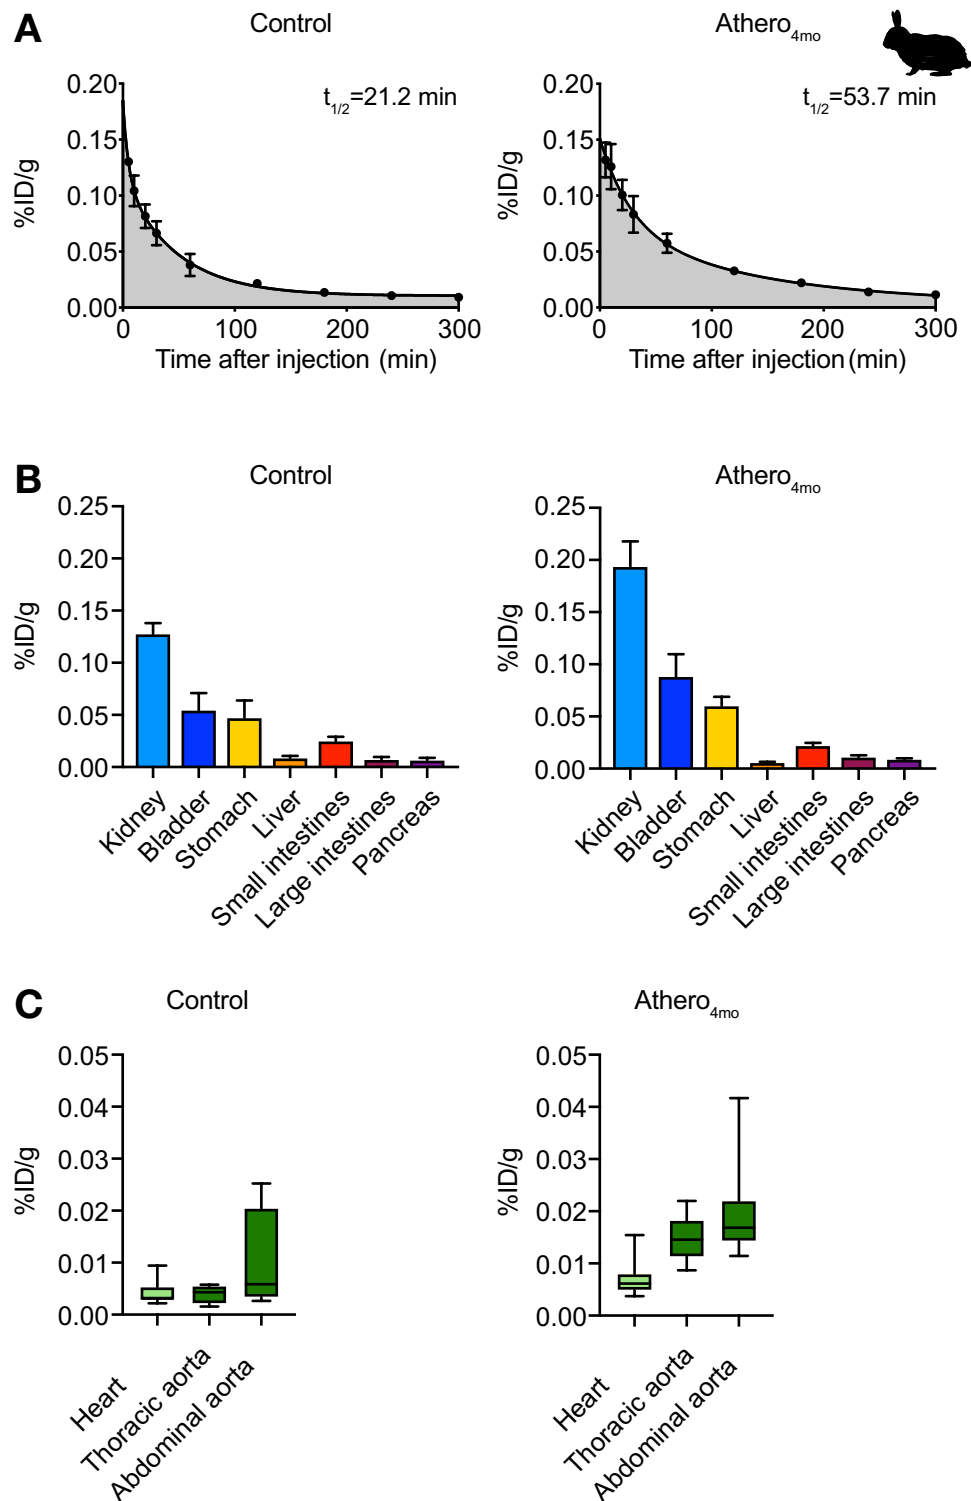 A
Control
Athero4mo
t1/2=21.2 min
t1/2=53.7 min
%ID/g
0.20
0.15
0.10
0.05
0.00
0
100
200
300
Time after injection (min)
%ID/g
0.20
0.15
0.10
0.05
0.00
0
100
200
300
Time after injection (min)
B
Control
Athero4mo
%ID/g
0.25
0.20
0.15
0.10
0.05
0.00
Kidney
Bladder
Stomach
Liver
Small intestines
Large intestines
Pancreas
%ID/g
0.25
0.20
0.15
0.10
0.05
0.00
Kidney
Bladder
Stomach
Liver
Small intestines
Large intestines
Pancreas
C
Control
Athero4mo
%ID/g
0.05
0.04
0.03
0.02
0.01
0.00
Heart
Thoracic aorta
Abdominal aorta
%ID/g
0.05
0.04
0.03
0.02
0.01
0.00
Heart
Thoracic aorta
Abdominal aorta